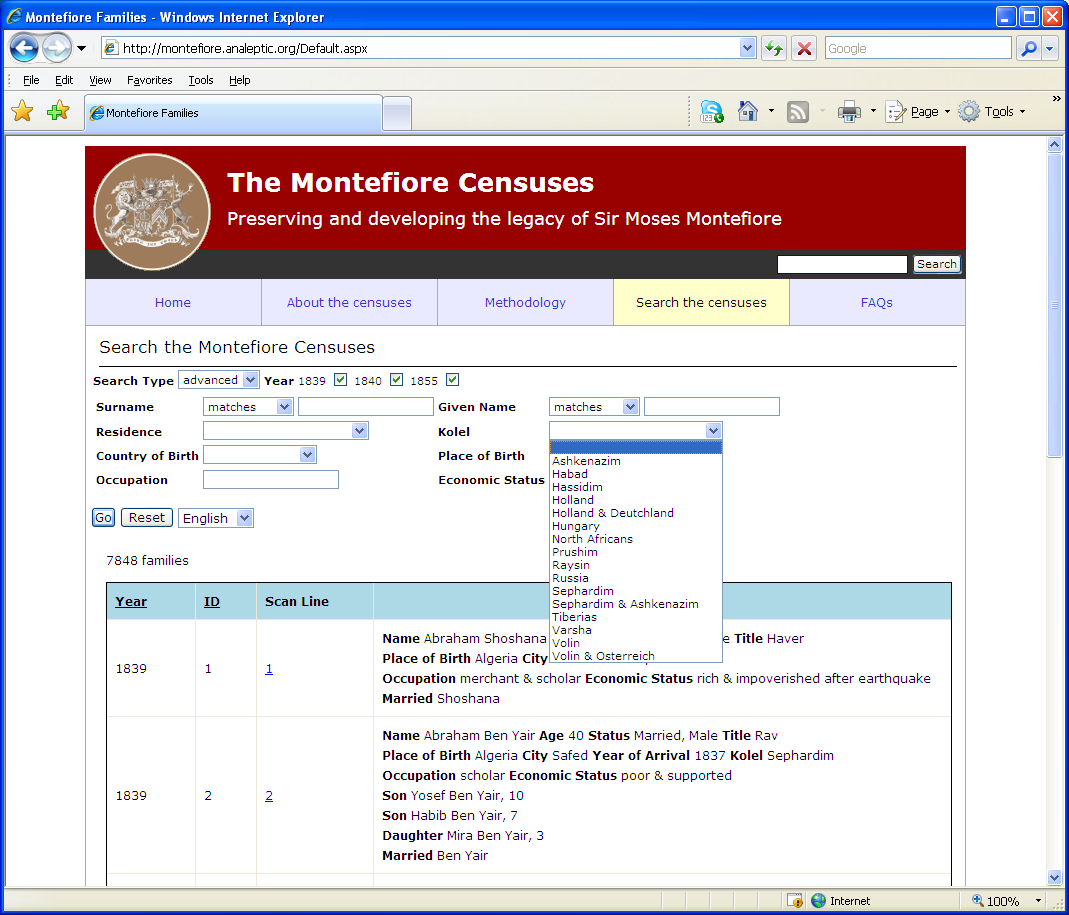 Montefiore Families - Windows Internet Explorer
http://montefiore.analeptic.org/Default.aspx
Google
File Edit View Favorites Tools Help
Montefiore Families
Page
Tools
The Montefiore Censuses
Preserving and developing the legacy of Sir Moses Montefiore
Search
Home
About the censuses
Methodology
Search the censuses
FAQs
Search the Montefiore Censuses
Search Type advanced Year 1839 1840 1855
Surname matches Given Name matches
Residence Kolel
Country of Birth Place of Birth
Occupation Economic Status
Ashkenazim
Habad
Hassidim
Holland
Holland & Deutchland
Hungary
North Africans
Prushim
Raysin
Russia
Sephardim
Sephardim & Ashkenazim
Tiberias
Varsha
Volin
Volin & Osterreich
Go Reset English
7848 families
Year ID Scan Line
1839 1 1
Name Abraham Shoshana e Title Haver
Place of Birth Algeria City
Occupation merchant & scholar Economic Status rich & impoverished after earthquake
Married Shoshana
1839 2 2
Name Abraham Ben Yair Age 40 Status Married, Male Title Rav
Place of Birth Algeria City Safed Year of Arrival 1837 Kolel Sephardim
Occupation scholar Economic Status poor & supported
Son Yosef Ben Yair, 10
Son Habib Ben Yair, 7
Daughter Mira Ben Yair, 3
Married Ben Yair
Internet
100%